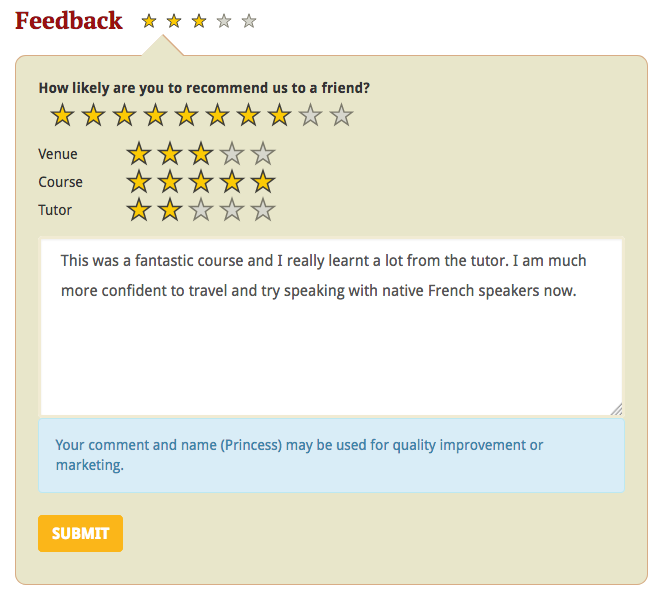 Feedback
How likely are you to recommend us to a friend?
Venue
Course
Tutor
This was a fantastic course and I really learnt a lot from the tutor. I am much
more confident to travel and try speaking with native French speakers now.
Your comment and name (Princess) may be used for quality improvement or
marketing.
SUBMIT